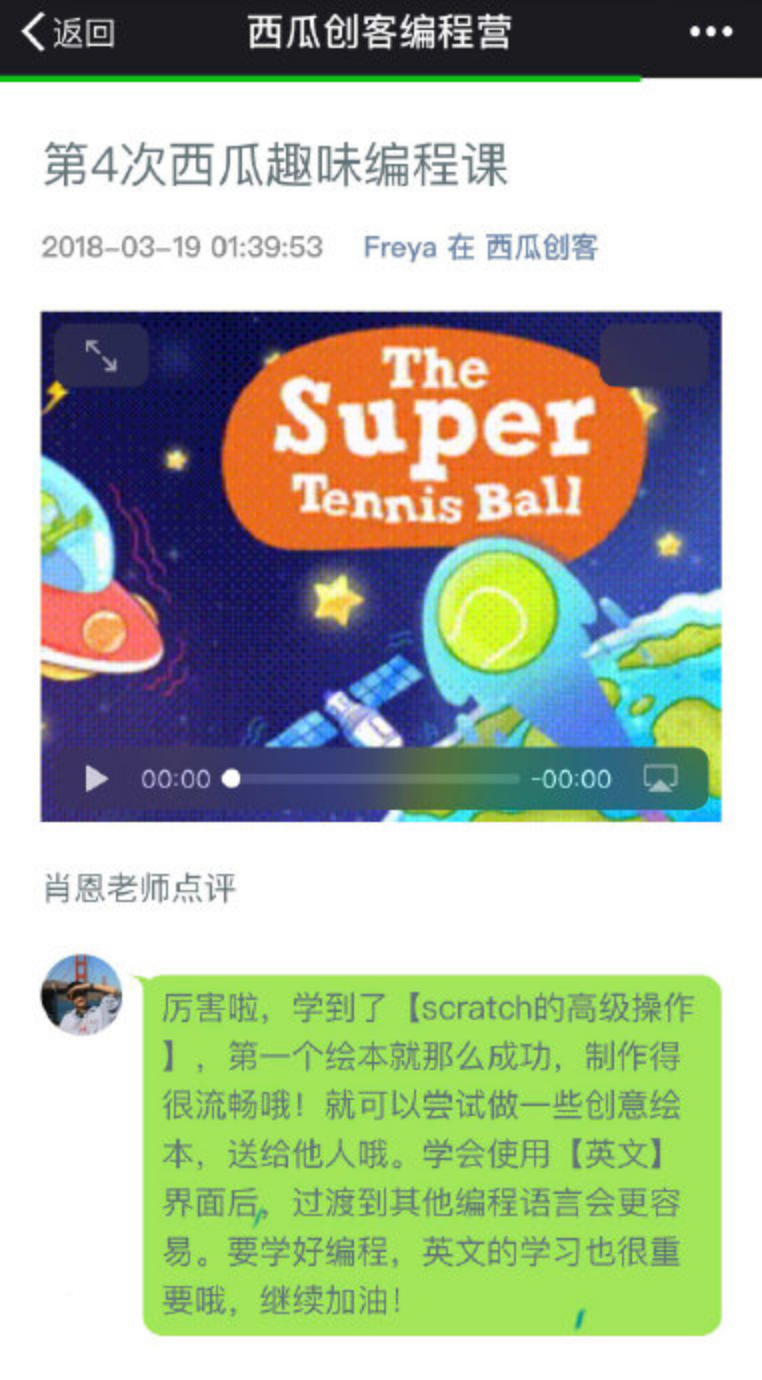 返回 西瓜创客编程营
第4次西瓜趣味编程课
2018-03-19 01:39:53 Freya 在 西瓜创客
The
Super
Tennis Ball
00:00 -00:00
肖恩老师点评
厉害啦，学到了【scratch的高级操作
】，第一个绘本就那么成功，制作得
很流畅哦！就可以尝试做一些创意绘
本，送给他人哦。学会使用【英文】
界面后，过渡到其他编程语言会更容
易。要学好编程，英文的学习也很重
要哦，继续加油！